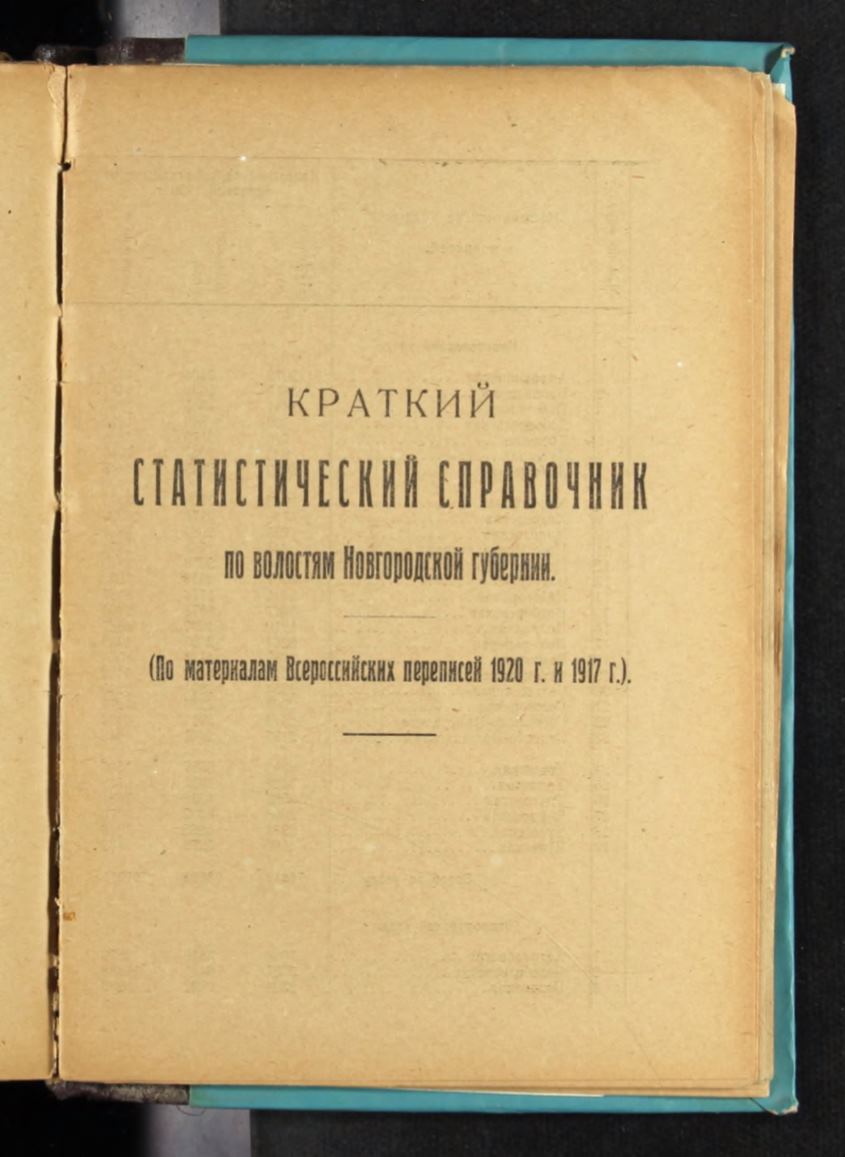 КРАТКИЙ
СТАТИСТИЧЕСКИЙ СПРАВОЧНИК
по волостям Новгородской губернии.
(По материалам Всероссийских переписей 1920 г. и 1917 г.).